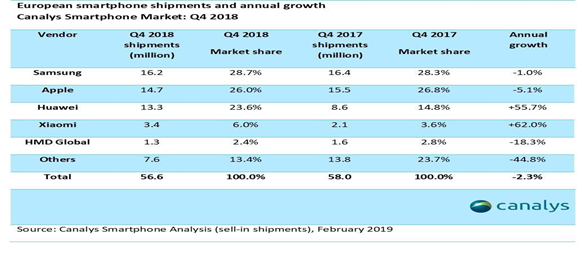 European smartphone shipments and annual growth
Canalys Smartphone Market: Q4 2018
Vendor Q4 2018 shipments (million) Q4 2018 Market share Q4 2017 shipments (million) Q4 2017 Market share Annual growth
Samsung 16.2 28.7% 16.4 28.3% -1.0%
Apple 14.7 26.0% 15.5 26.8% -5.1%
Huawei 13.3 23.6% 8.6 14.8% +55.7%
Xiaomi 3.4 6.0% 2.1 3.6% +62.0%
HMD Global 1.3 2.4% 1.6 2.8% -18.3%
Others 7.6 13.4% 13.8 23.7% -44.8%
Total 56.6 100.0% 58.0 100.0% -2.3%
canalys
Source: Canalys Smartphone Analysis (sell-in shipments), February 2019